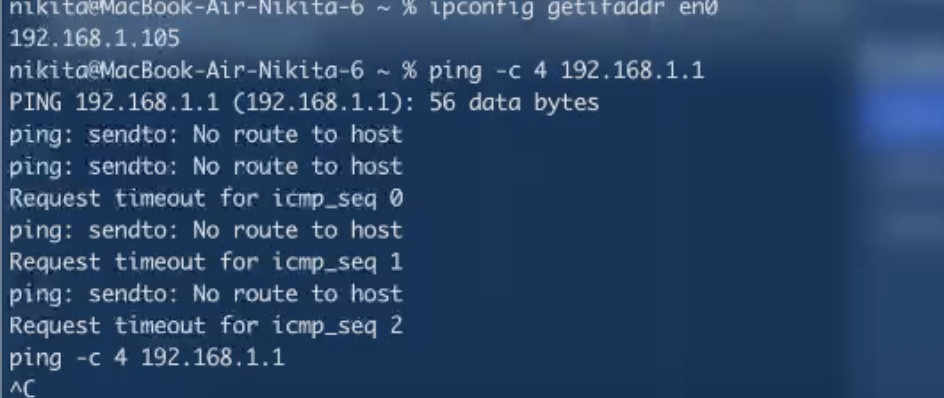 nikita@MacBook-Air-Nikita-6 ~ % ipconfig getifaddr en0
192.168.1.105
nikita@MacBook-Air-Nikita-6 ~ % ping -c 4 192.168.1.1
PING 192.168.1.1 (192.168.1.1): 56 data bytes
ping: sendto: No route to host
ping: sendto: No route to host
Request timeout for icmp_seq 0
ping: sendto: No route to host
Request timeout for icmp_seq 1
ping: sendto: No route to host
Request timeout for icmp_seq 2
ping -c 4 192.168.1.1
^C